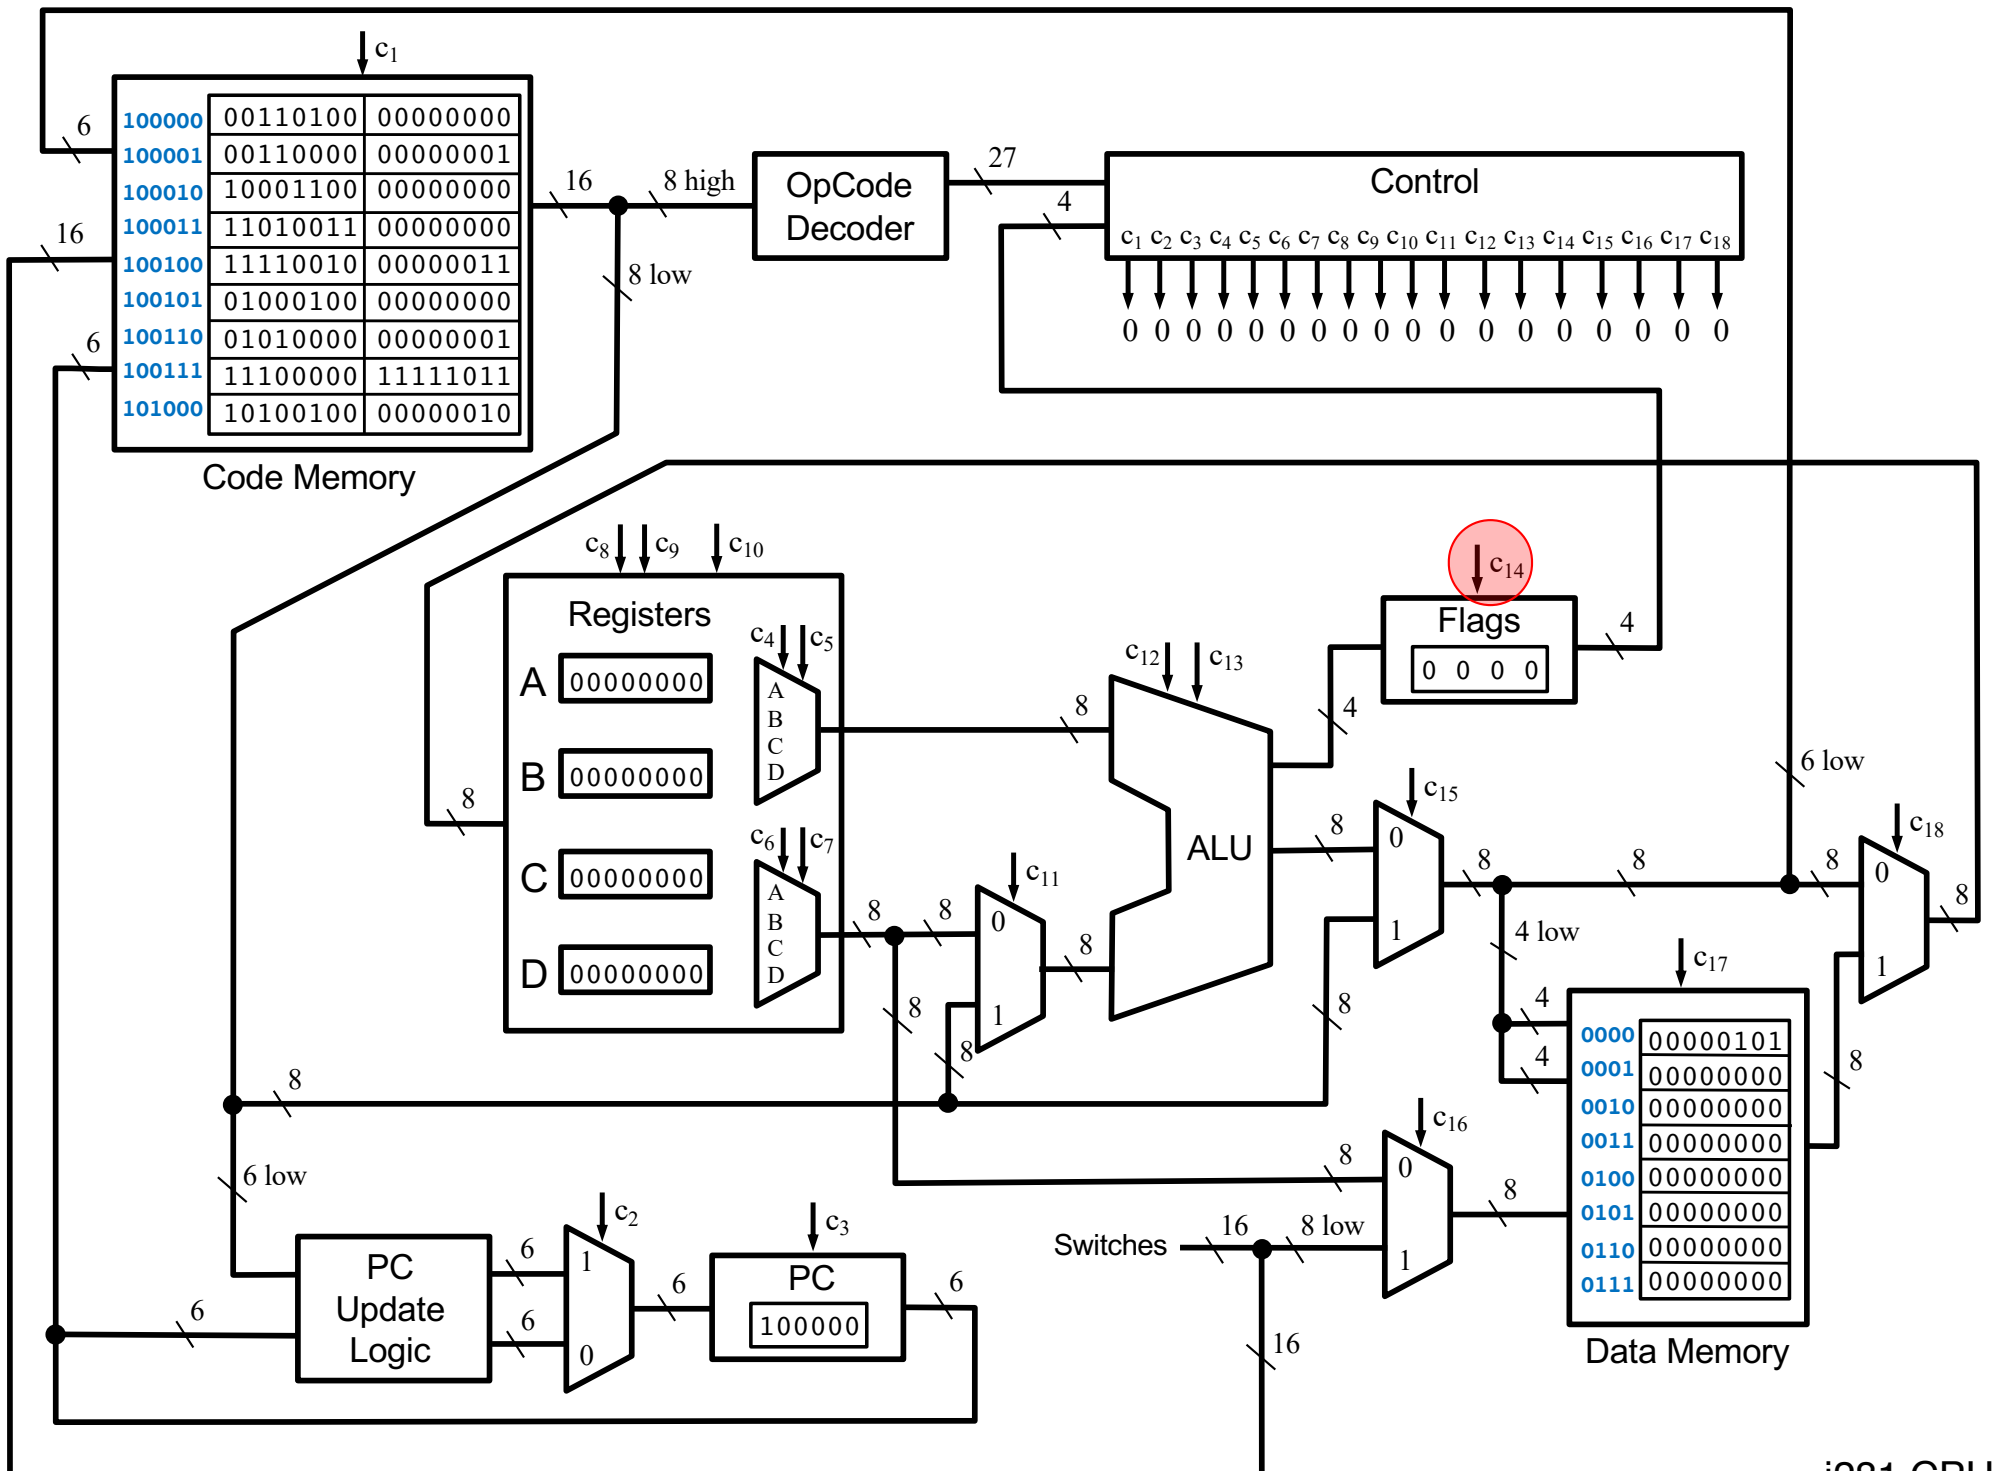 c1
100000 00110100 00000000
100001 00110000 00000001
100010 10001100 00000000
100011 11010011 00000000
100100 11110010 00000011
100101 01000100 00000000
100110 01010000 00000001
100111 11100000 11111011
101000 10100100 00000010
Code Memory
6
16
6
16
8 high
8 low
OpCode
Decoder
27
4
Control
c1 c2 c3 c4 c5 c6 c7 c8 c9 c10 c11 c12 c13 c14 c15 c16 c17 c18
0 0 0 0 0 0 0 0 0 0 0 0 0 0 0 0 0 0
c8 c9 c10
Registers
A 00000000
B 00000000
C 00000000
D 00000000
8
c4 c5
A
B
C
D
c6 c7
A
B
C
D
8
8
8
8
c11
0
1
8
8
8
c12 c13
ALU
c14
Flags
0 0 0 0
4
4
8
c15
0
1
8
8
8
8
6 low
4 low
4
4
c18
0
1
8
c17
0000 00000101
0001 00000000
0010 00000000
0011 00000000
0100 00000000
0101 00000000
0110 00000000
0111 00000000
Data Memory
8
c16
0
1
8
8
Switches
16
8 low
16
8
6 low
PC
Update
Logic
6
6
6
c2
1
0
6
c3
PC
100000
6